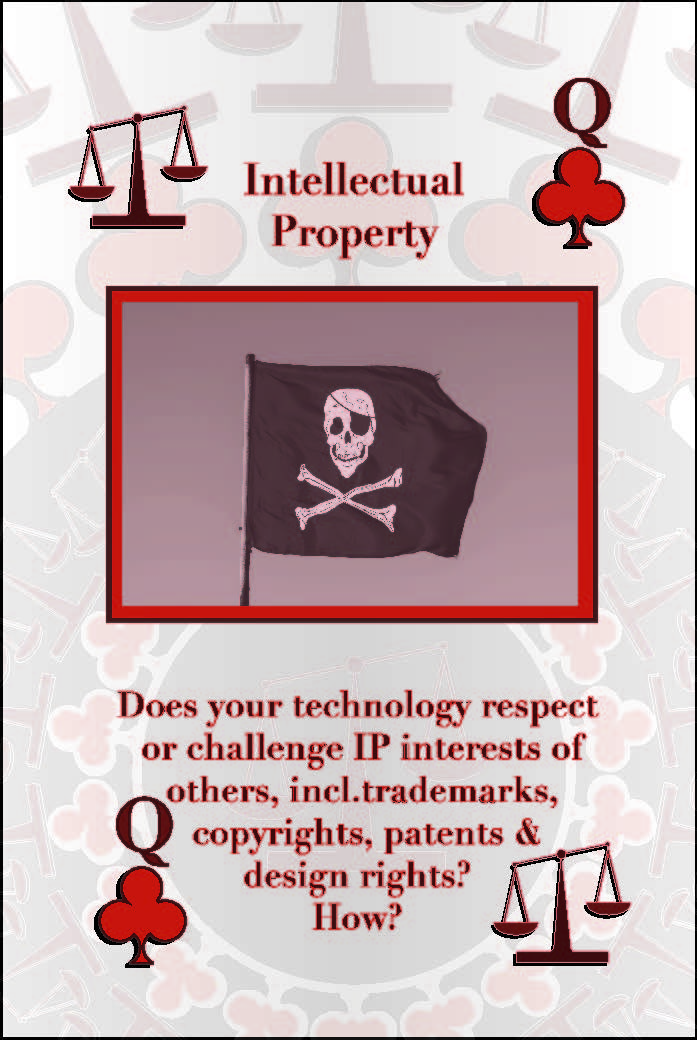 Q
Intellectual
Property
Does your technology respect
or challenge IP interests of
others, incl.trademarks,
copyrights, patents &
design rights?
How?
Q